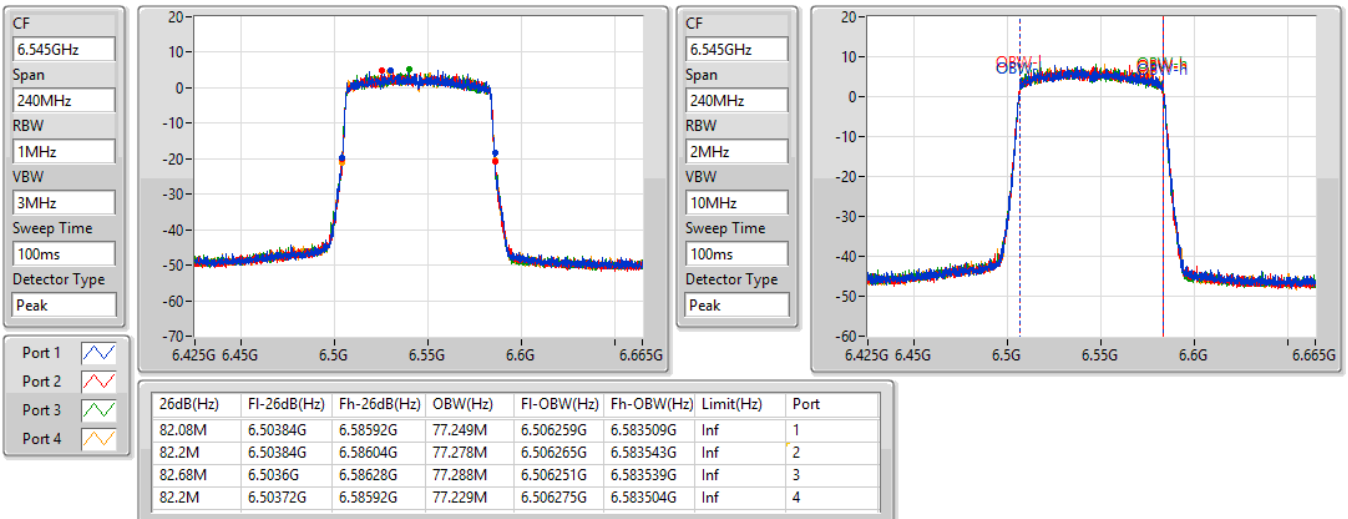 CF
6.545GHz
Span
240MHz
RBW
1MHz
VBW
3MHz
Sweep Time
100ms
Detector Type
Peak
20
10
0
-10
-20
-30
-40
-50
-60
-70
6.425G 6.45G 6.5G 6.55G 6.6G 6.665G
CF
6.545GHz
Span
240MHz
RBW
2MHz
VBW
10MHz
Sweep Time
100ms
Detector Type
Peak
20
10
0
-10
-20
-30
-40
-50
-60
OBW-l
OBW-h
6.425G 6.45G 6.5G 6.55G 6.6G 6.665G
Port 1
Port 2
Port 3
Port 4
26dB(Hz) Fl-26dB(Hz) Fh-26dB(Hz) OBW(Hz) Fl-OBW(Hz) Fh-OBW(Hz) Limit(Hz) Port
82.08M 6.50384G 6.58592G 77.249M 6.506259G 6.583509G Inf 1
82.2M 6.50384G 6.58604G 77.278M 6.506265G 6.583543G Inf 2
82.68M 6.5036G 6.58628G 77.288M 6.506251G 6.583539G Inf 3
82.2M 6.50372G 6.58592G 77.229M 6.506275G 6.583504G Inf 4